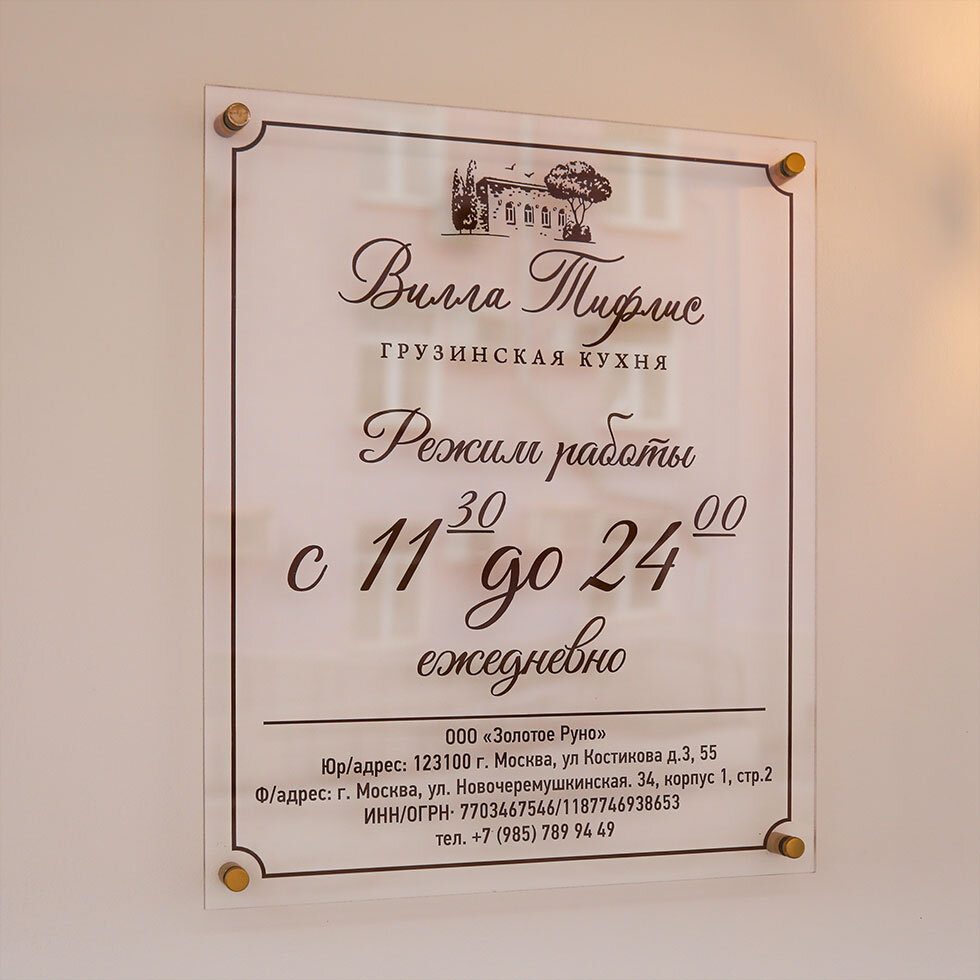 Вилла Тифлис
ГРУЗИНСКАЯ КУХНЯ
Режим работы
с 11 30 до 24 00
ежедневно
ООО «Золотое Руно»
Юр/адрес: 123100 г. Москва, ул Костикова д.3, 55
Ф/адрес: г. Москва, ул. Новочеремушкинская. 34, корпус 1, стр.2
ИНН/ОГРН· 7703467546/1187746938653
тел. +7 (985) 789 94 49